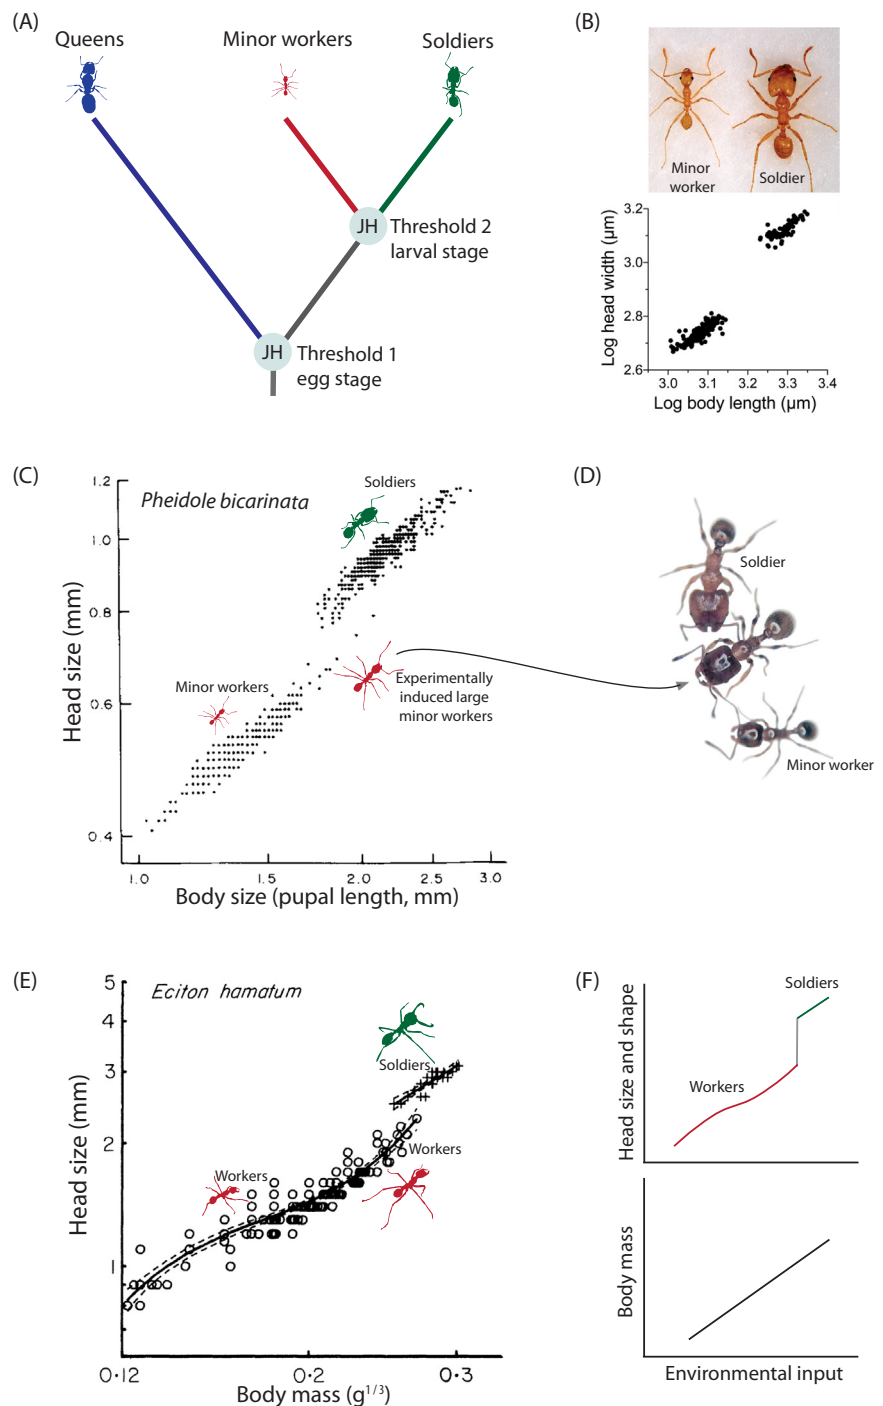 (A)
Queens
Minor workers
Soldiers
JH
Threshold 2
larval stage
JH
Threshold 1
egg stage
(B)
Minor
worker
Soldier
Log head width (µm)
3.2
3.0
2.8
2.6
3.0 3.1 3.2 3.3 3.4
Log body length (µm)
(C)
Pheidole bicarinata
Soldiers
Head size (mm)
1.2
1.0
0.8
0.6
0.4
Minor workers
Experimentally
induced large
minor workers
1.0 1.5 2.0 2.5 3.0
Body size (pupal length, mm)
(D)
Soldier
Minor worker
(E)
Eciton hamatum
Head size (mm)
5
4
3
2
1
Soldiers
Workers
Workers
0·12 0·2 0·3
Body mass (g1/3)
(F)
Head size and shape
Soldiers
Workers
Body mass
Environmental input